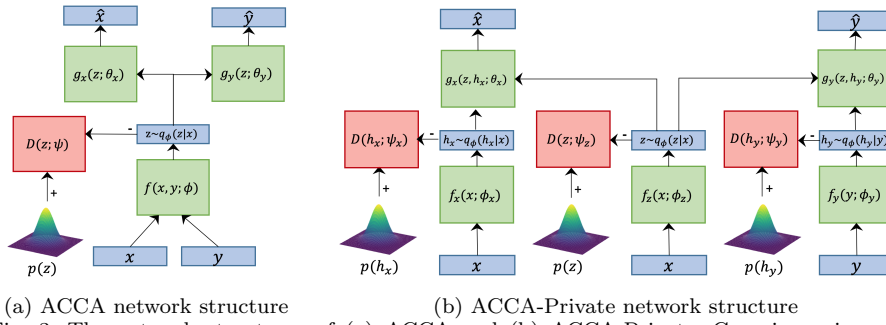 x̂ ŷ x̂ ŷ
g_x(z; θ_x) g_y(z; θ_y) g_x(z, h_x; θ_x) g_y(z, h_y; θ_y)
D(z; ψ) - z~q_ϕ(z|x) D(h_x; ψ_x) - h_x~q_ϕ(h_x|x) D(z; ψ_z) - z~q_ϕ(z|x) D(h_y; ψ_y) - h_y~q_ϕ(h_y|y)
+ f(x, y; ϕ) + f_x(x; ϕ_x) + f_z(x; ϕ_z) + f_y(y; ϕ_y)
p(z) x y p(h_x) x p(z) x p(h_y) y
(a) ACCA network structure (b) ACCA-Private network structure